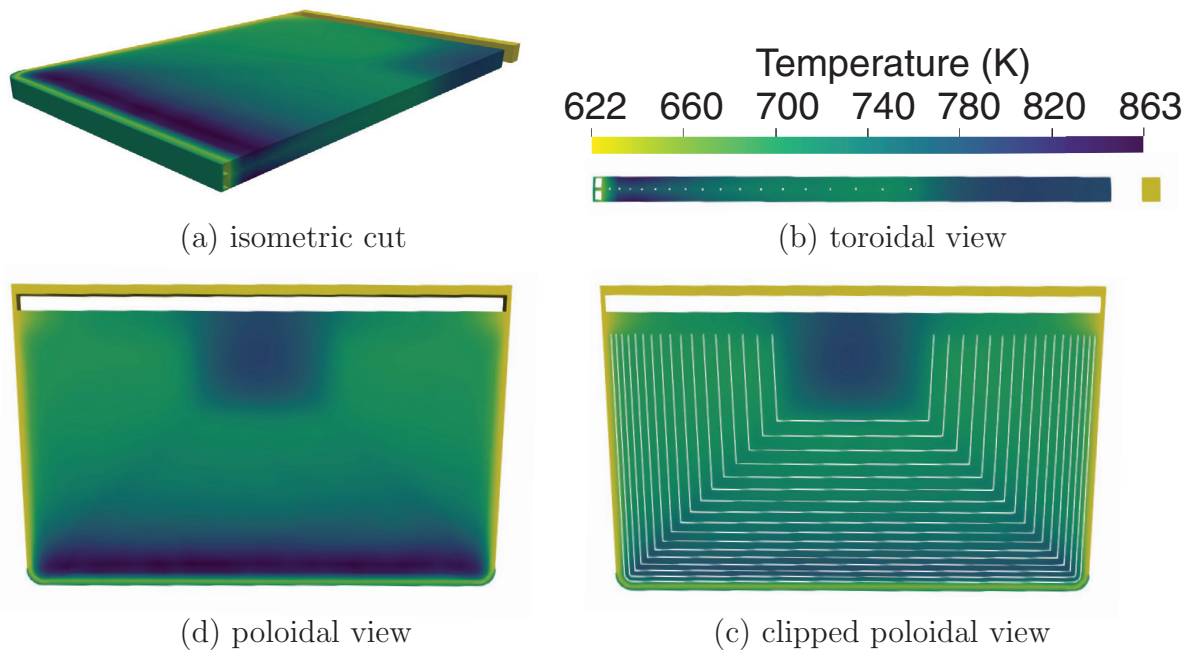 Temperature (K)
622 660 700 740 780 820 863
(a) isometric cut
(b) toroidal view
(d) poloidal view
(c) clipped poloidal view